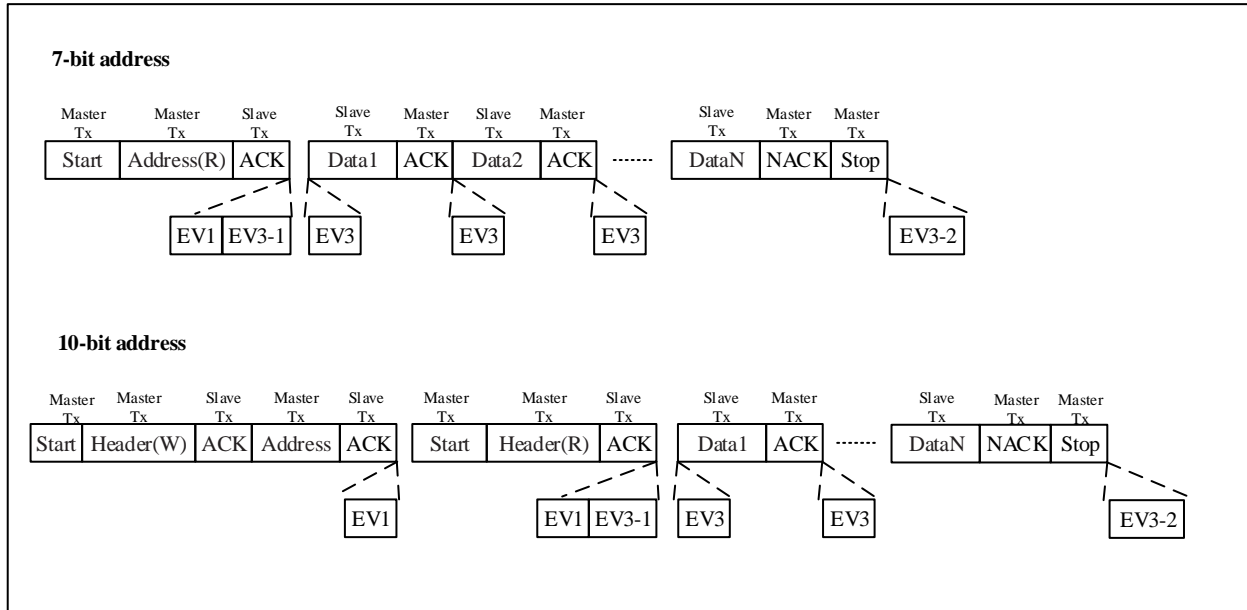 7-bit address
Master Tx Master Tx Slave Tx Slave Tx Master Tx Slave Tx Master Tx Slave Tx Master Tx Master Tx
Start Address(R) ACK Data1 ACK Data2 ACK DataN NACK Stop
EV1 EV3-1 EV3 EV3 EV3 EV3-2
10-bit address
Master Tx Master Tx Slave Tx Master Tx Slave Tx Master Tx Master Tx Slave Tx Slave Tx Master Tx Slave Tx Master Tx Master Tx
Start Header(W) ACK Address ACK Start Header(R) ACK Data1 ACK DataN NACK Stop
EV1 EV1 EV3-1 EV3 EV3 EV3-2